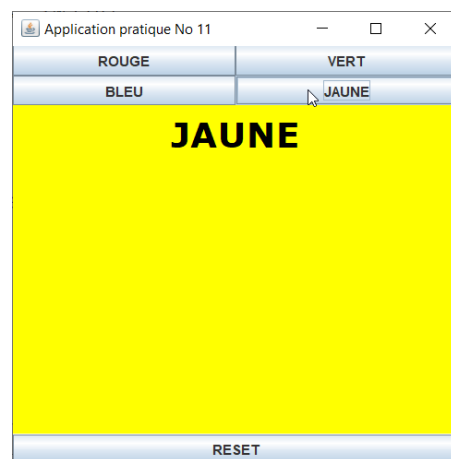 Application pratique No 11
ROUGE VERT
BLEU JAUNE
JAUNE
RESET